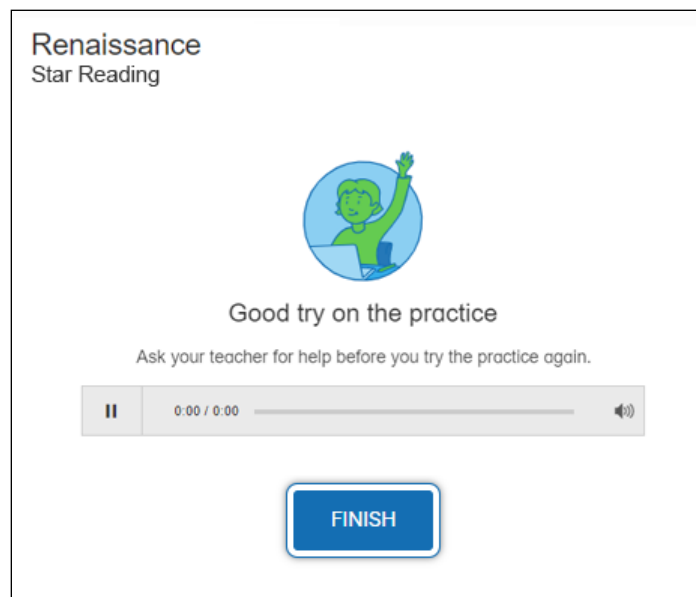 Renaissance
Star Reading
Good try on the practice
Ask your teacher for help before you try the practice again.
0:00 / 0:00
FINISH